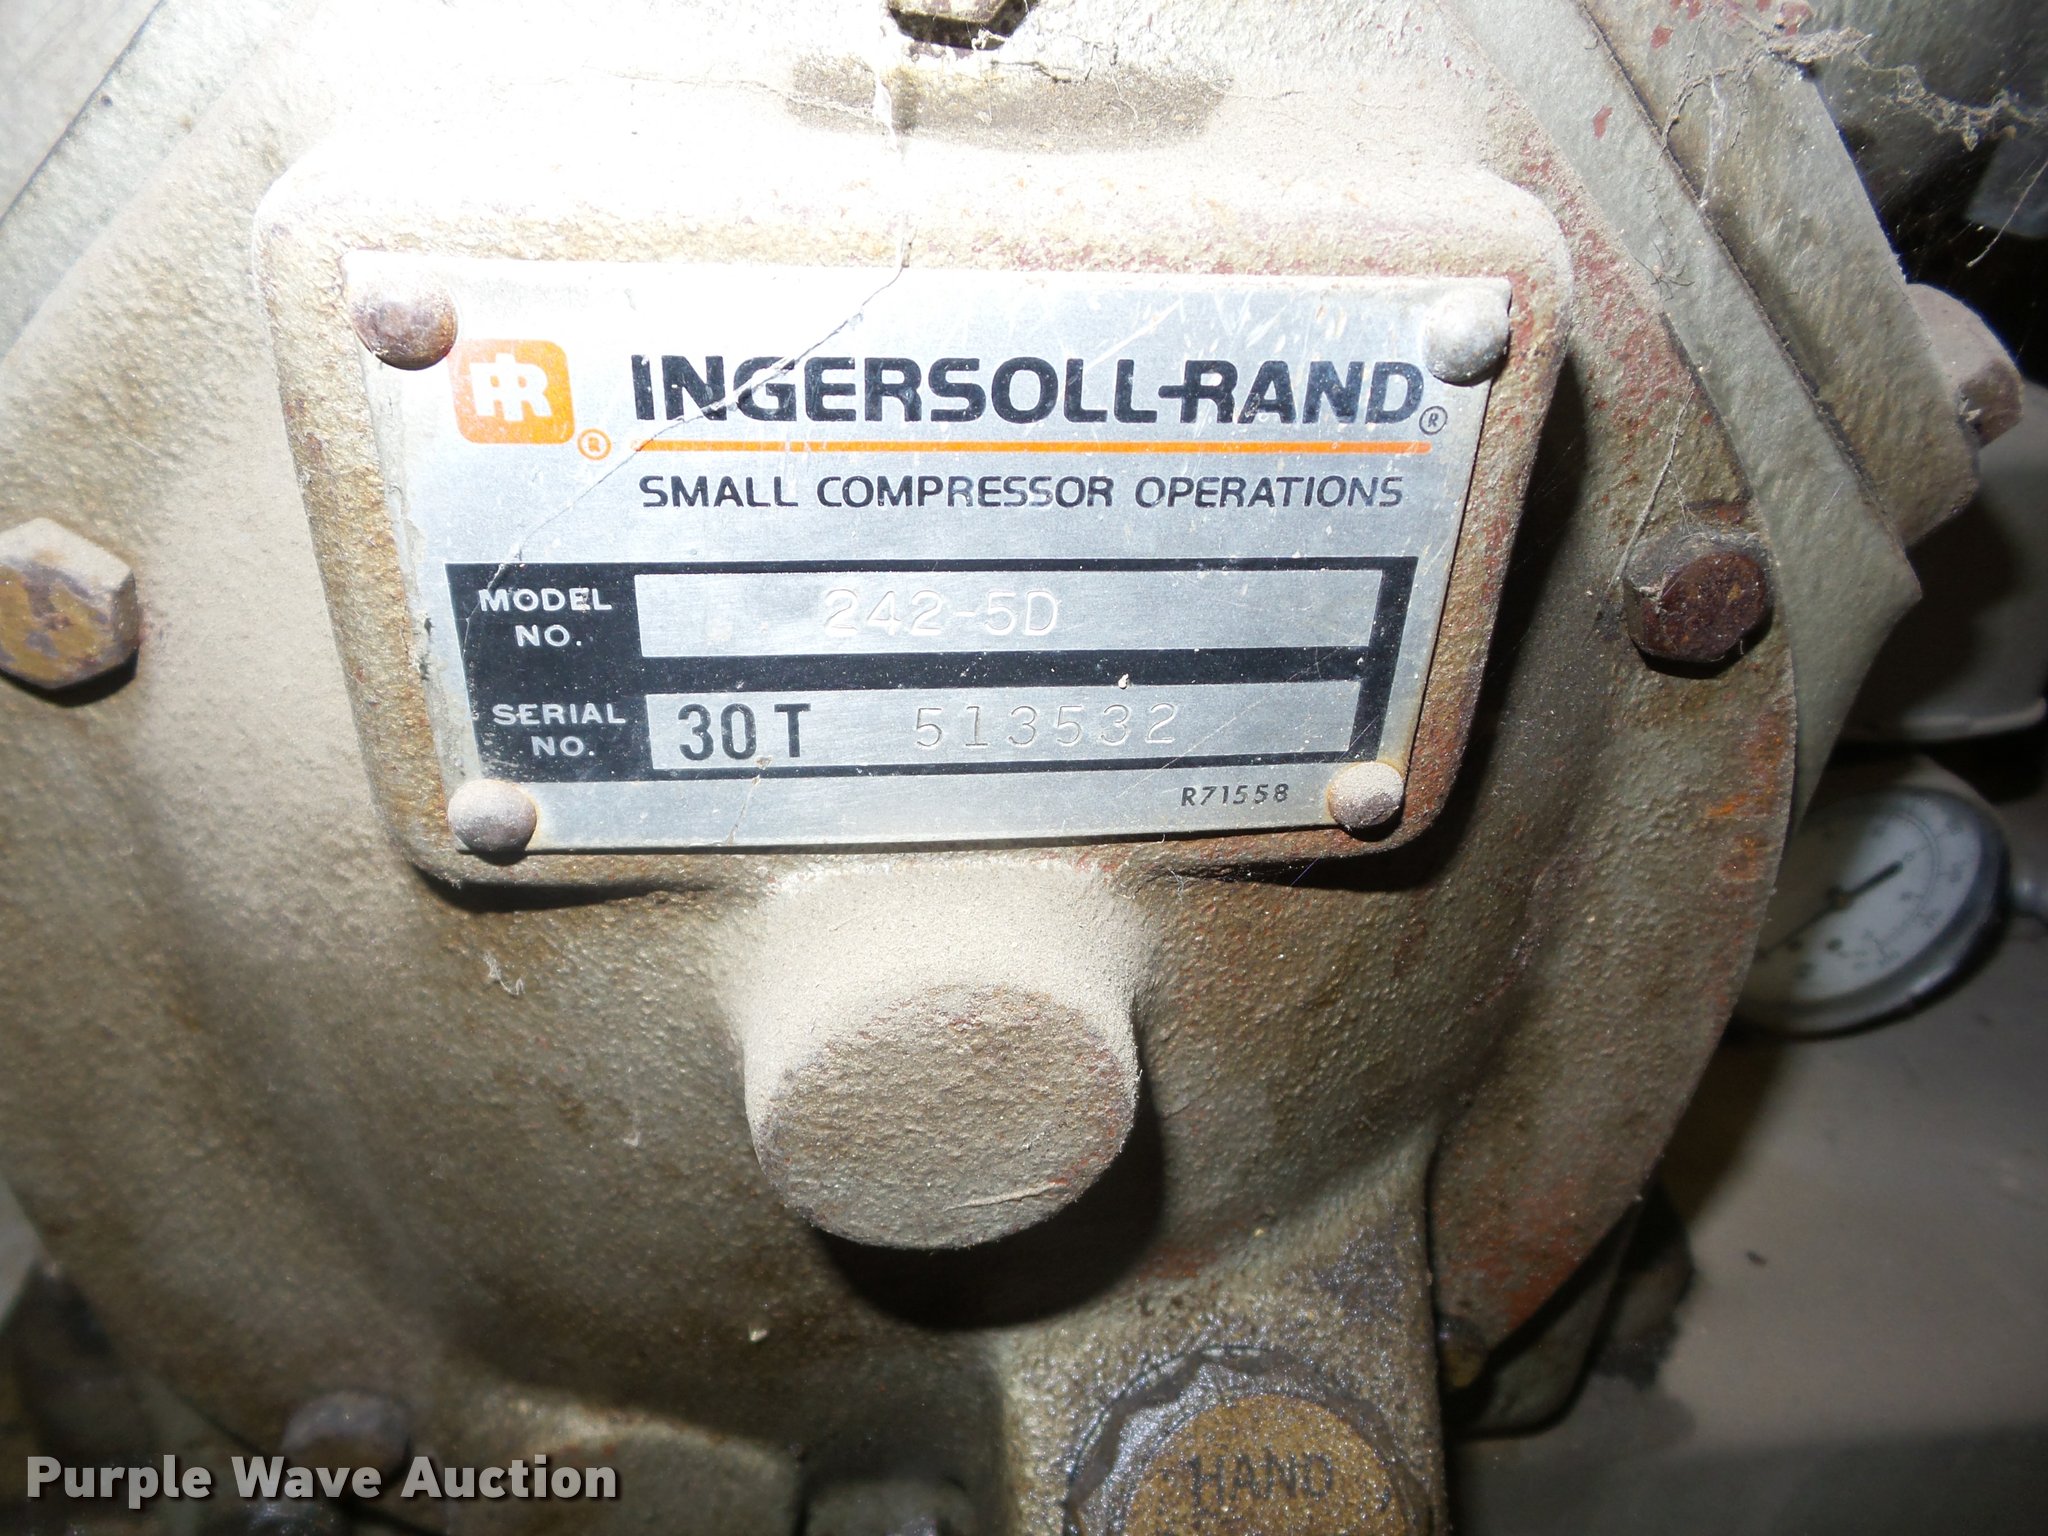 IR ®
INGERSOLL-RAND®
SMALL COMPRESSOR OPERATIONS
MODEL NO. 242-5D
SERIAL NO. 30T 513532
R71558
HAND
Purple Wave Auction